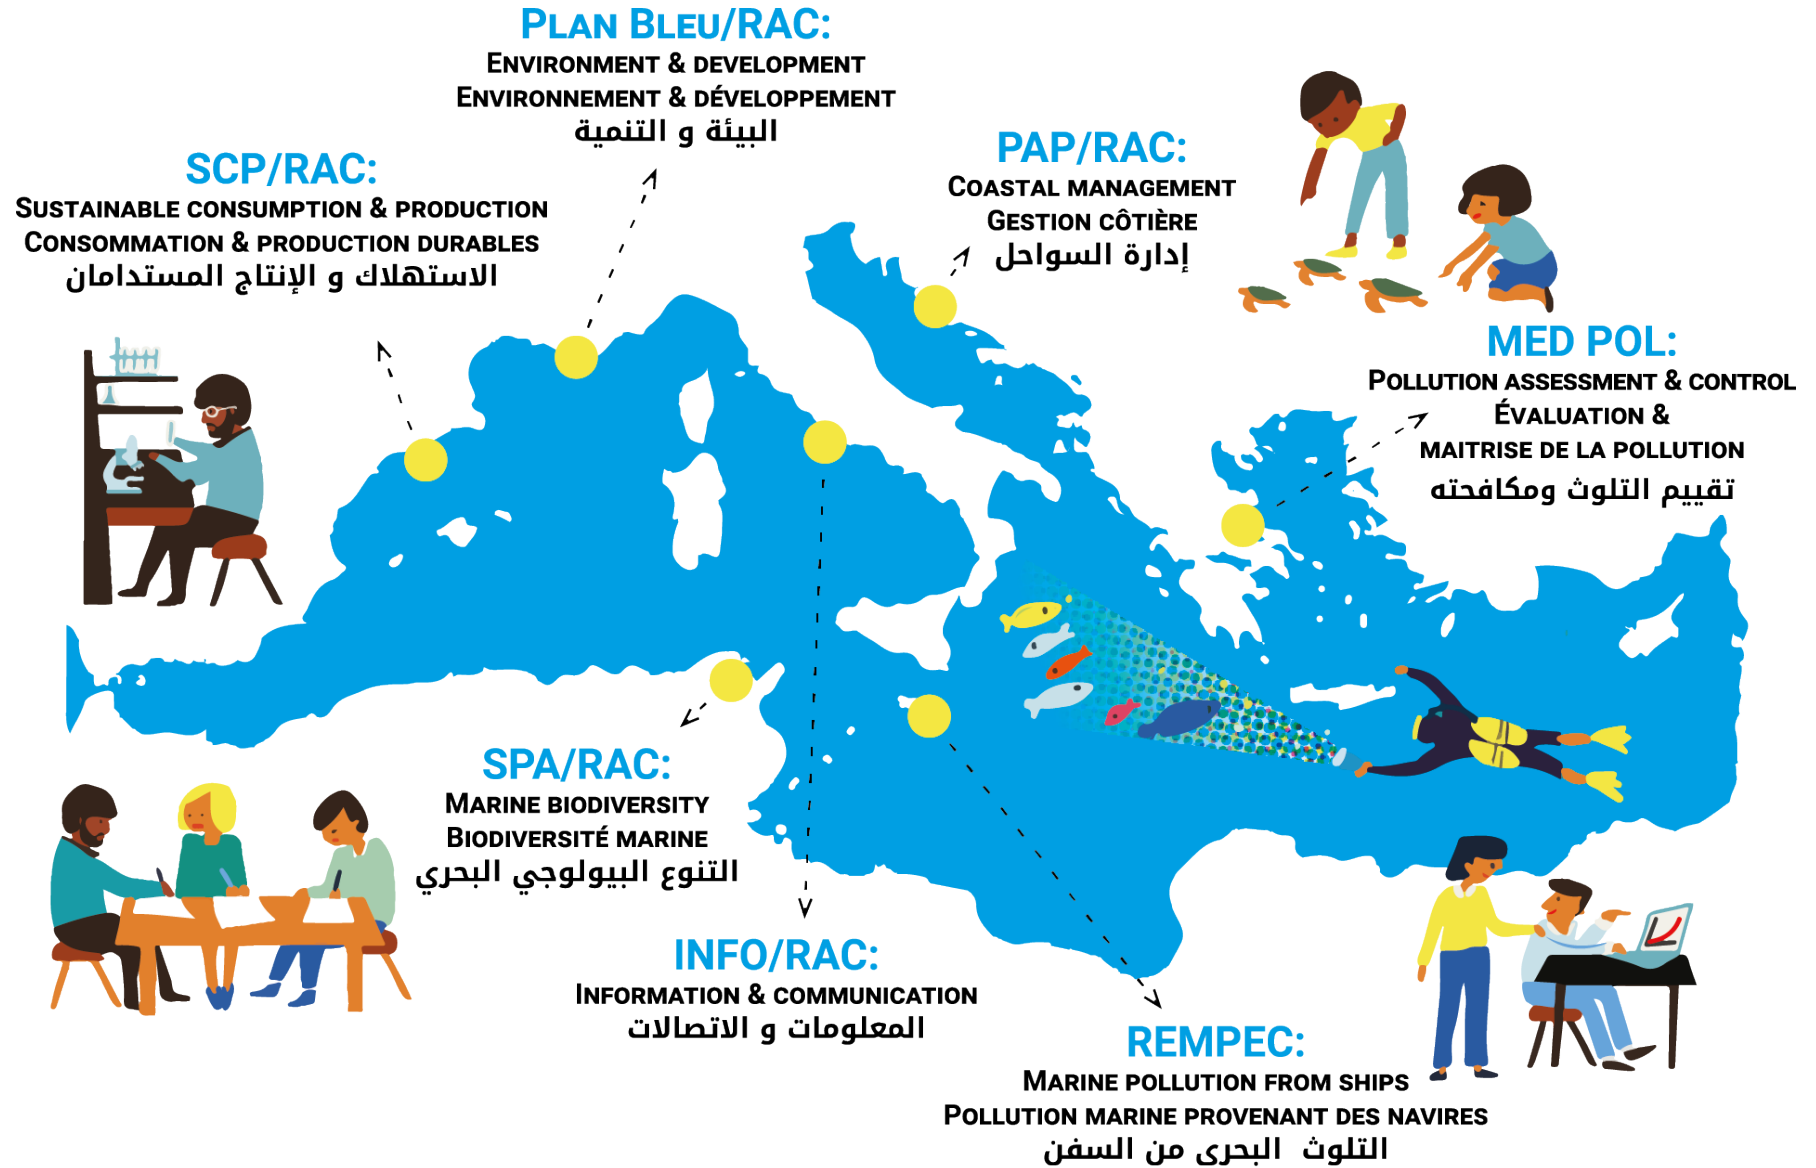 PLAN BLEU/RAC:
ENVIRONMENT & DEVELOPMENT
ENVIRONNEMENT & DÉVELOPPEMENT
البيئة و التنمية
SCP/RAC:
SUSTAINABLE CONSUMPTION & PRODUCTION
CONSOMMATION & PRODUCTION DURABLES
الاستهلاك و الإنتاج المستدامان
PAP/RAC:
COASTAL MANAGEMENT
GESTION CÔTIÈRE
إدارة السواحل
MED POL:
POLLUTION ASSESSMENT & CONTROL
ÉVALUATION &
MAITRISE DE LA POLLUTION
تقييم التلوث ومكافحته
SPA/RAC:
MARINE BIODIVERSITY
BIODIVERSITÉ MARINE
التنوع البيولوجي البحري
INFO/RAC:
INFORMATION & COMMUNICATION
المعلومات و الاتصالات
REMPEC:
MARINE POLLUTION FROM SHIPS
POLLUTION MARINE PROVENANT DES NAVIRES
التلوث البحرى من السفن